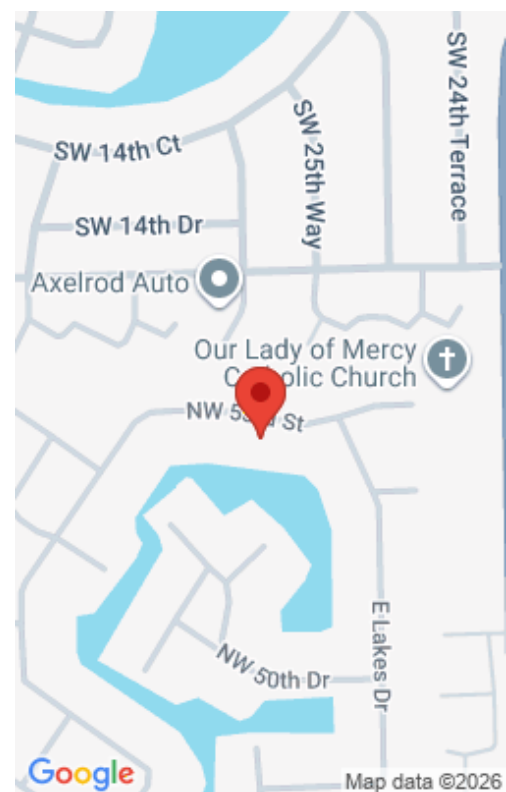 SW 14th Ct
SW 25th Way
SW 24th Terrace
SW 14th Dr
Axelrod Auto
Our Lady of Mercy
Catholic Church
NW St
E Lakes Dr
NW 50th Dr
Google
Map data ©2026